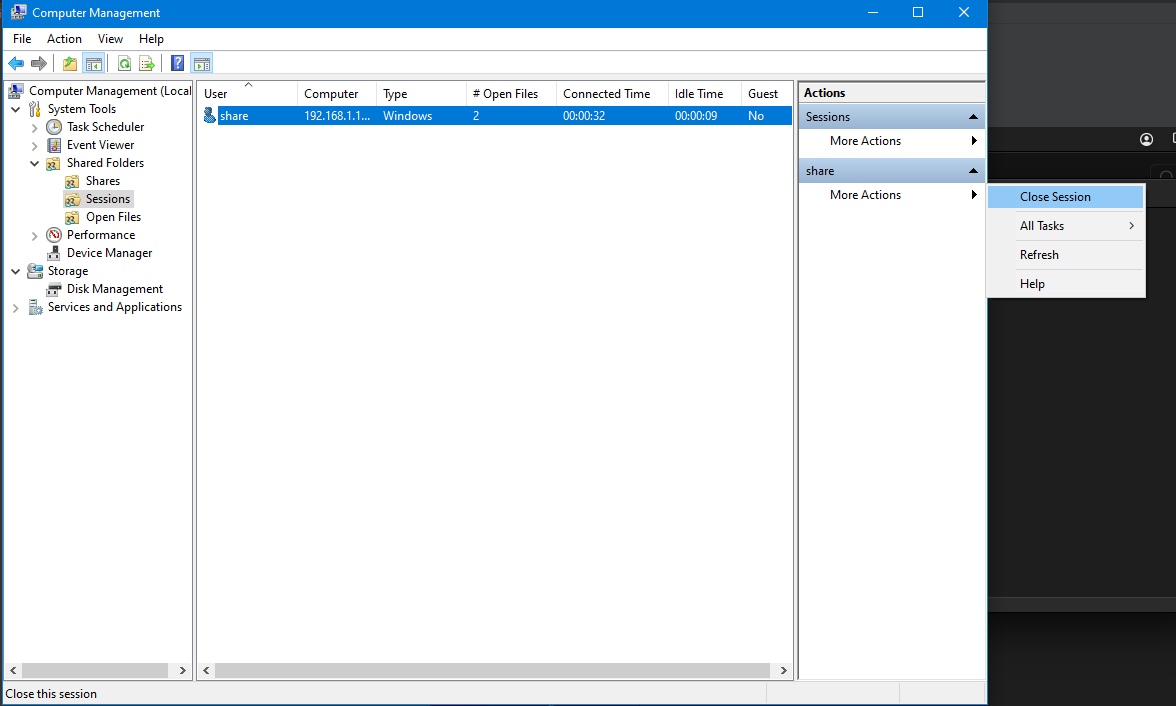 Computer Management
File Action View Help
Computer Management (Local
System Tools
Task Scheduler
Event Viewer
Shared Folders
Shares
Sessions
Open Files
Performance
Device Manager
Storage
Disk Management
Services and Applications
User Computer Type # Open Files Connected Time Idle Time Guest
share 192.168.1.1... Windows 2 00:00:32 00:00:09 No
Actions
Sessions
More Actions
share
More Actions
Close Session
All Tasks
Refresh
Help
Close this session